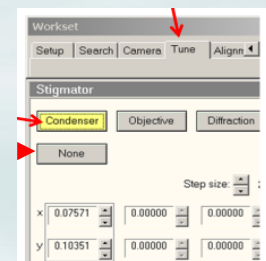 Workset
Setup Search Camera Tune Alignn
Stigmator
Condenser Objective Diffraction
None
Step size: ;
x 0.07571 0.00000 0.00000
y 0.10351 0.00000 0.00000